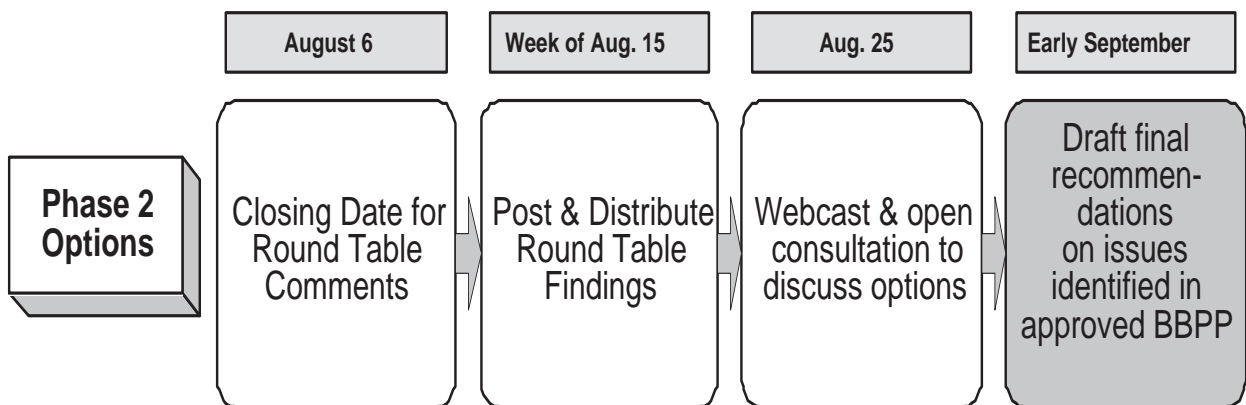 August 6
Week of Aug. 15
Aug. 25
Early September
Phase 2
Options
Closing Date for
Round Table
Comments
Post & Distribute
Round Table
Findings
Webcast & open
consultation to
discuss options
Draft final
recommen-
dations
on issues
identified in
approved BBPP